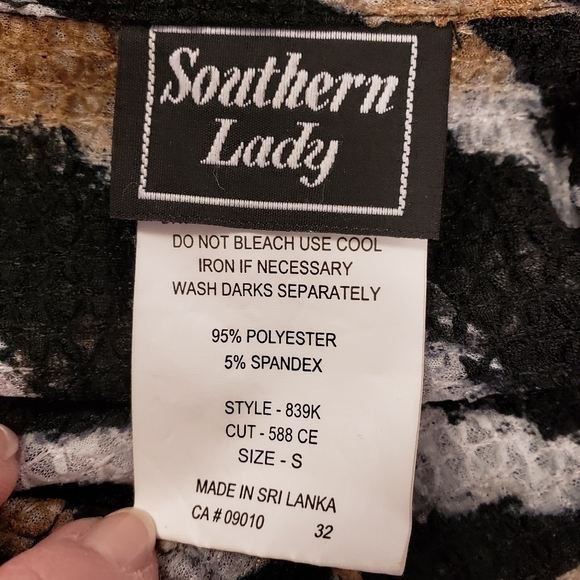 Southern
Lady
DO NOT BLEACH USE COOL
IRON IF NECESSARY
WASH DARKS SEPARATELY
95% POLYESTER
5% SPANDEX
STYLE - 839K
CUT - 588 CE
SIZE - S
MADE IN SRI LANKA
CA # 09010 32